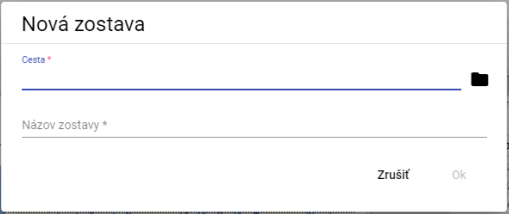 Nová zostava
Cesta *
Názov zostavy *
Zrušiť Ok